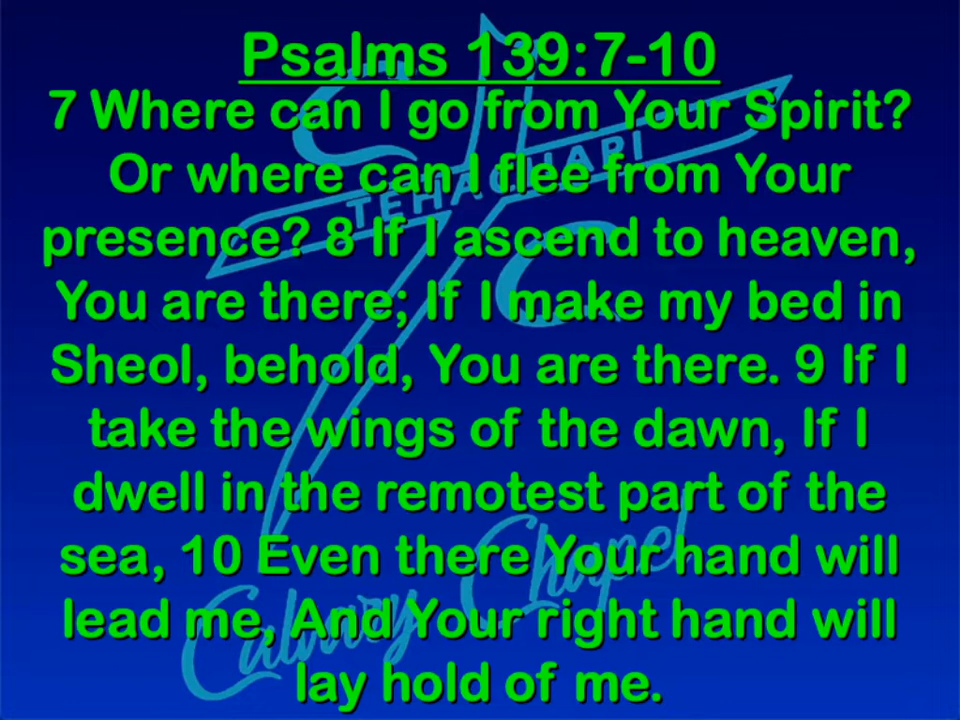 Psalms 139:7-10
7 Where can I go from Your Spirit?
Or where can I flee from Your
presence? 8 If I ascend to heaven,
You are there; If I make my bed in
Sheol, behold, You are there. 9 If I
take the wings of the dawn, If I
dwell in the remotest part of the
sea, 10 Even there Your hand will
lead me, And Your right hand will
lay hold of me.
TEHACHAPI
Calvary Chapel